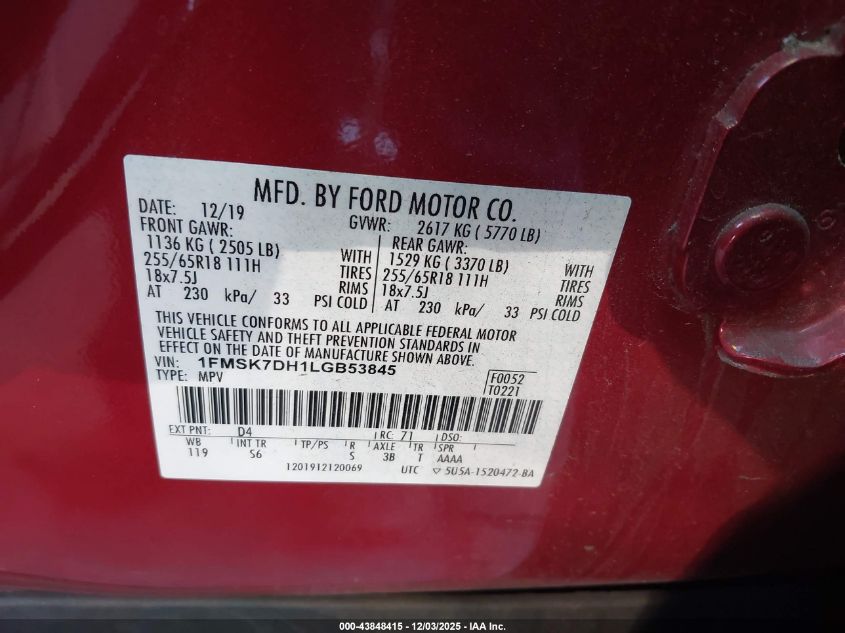 MFD. BY FORD MOTOR CO.
DATE: 12/19 GVWR: 2617 KG ( 5770 LB)
FRONT GAWR: REAR GAWR:
1136 KG ( 2505 LB) WITH 1529 KG ( 3370 LB) WITH
255/65R18 111H TIRES 255/65R18 111H TIRES
18x7.5J RIMS 18x7.5J RIMS
AT 230 kPa/ 33 PSI COLD AT 230 kPa/ 33 PSI COLD
THIS VEHICLE CONFORMS TO ALL APPLICABLE FEDERAL MOTOR
VEHICLE SAFETY AND THEFT PREVENTION STANDARDS IN
EFFECT ON THE DATE OF MANUFACTURE SHOWN ABOVE.
VIN: 1FMSK7DH1LGB53845
TYPE: MPV
F0052
T0221
EXT PNT: D4 RC: 71 DSO:
WB INT TR TP/PS R AXLE TR SPR
119 S6 S 3B T AAAA
1201912120069 UTC ▽ 5U5A-1520472-BA
000-43848415 - 12/03/2025 - IAA Inc.